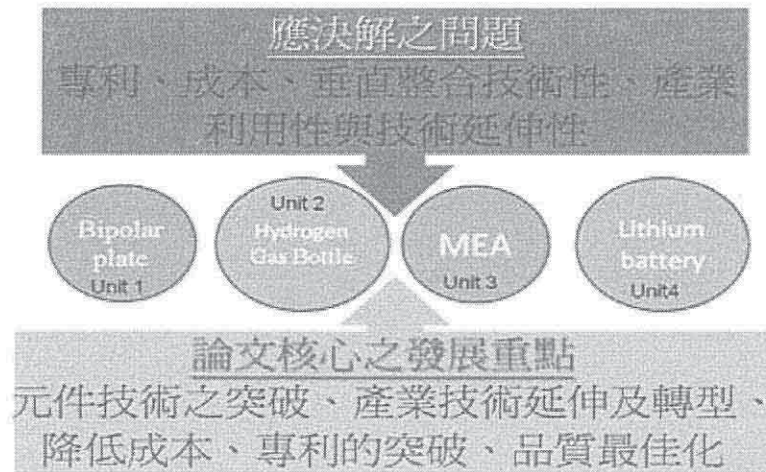 應決解之問題
專利、成本、垂直整合技術性、產業
利用性與技術延伸性
Bipolar
plate
Unit 1
Unit 2
Hydrogen
Gas Bottle
MEA
Unit 3
Lithium
battery
Unit4
論文核心之發展重點
元件技術之突破、產業技術延伸及轉型、
降低成本、專利的突破、品質最佳化